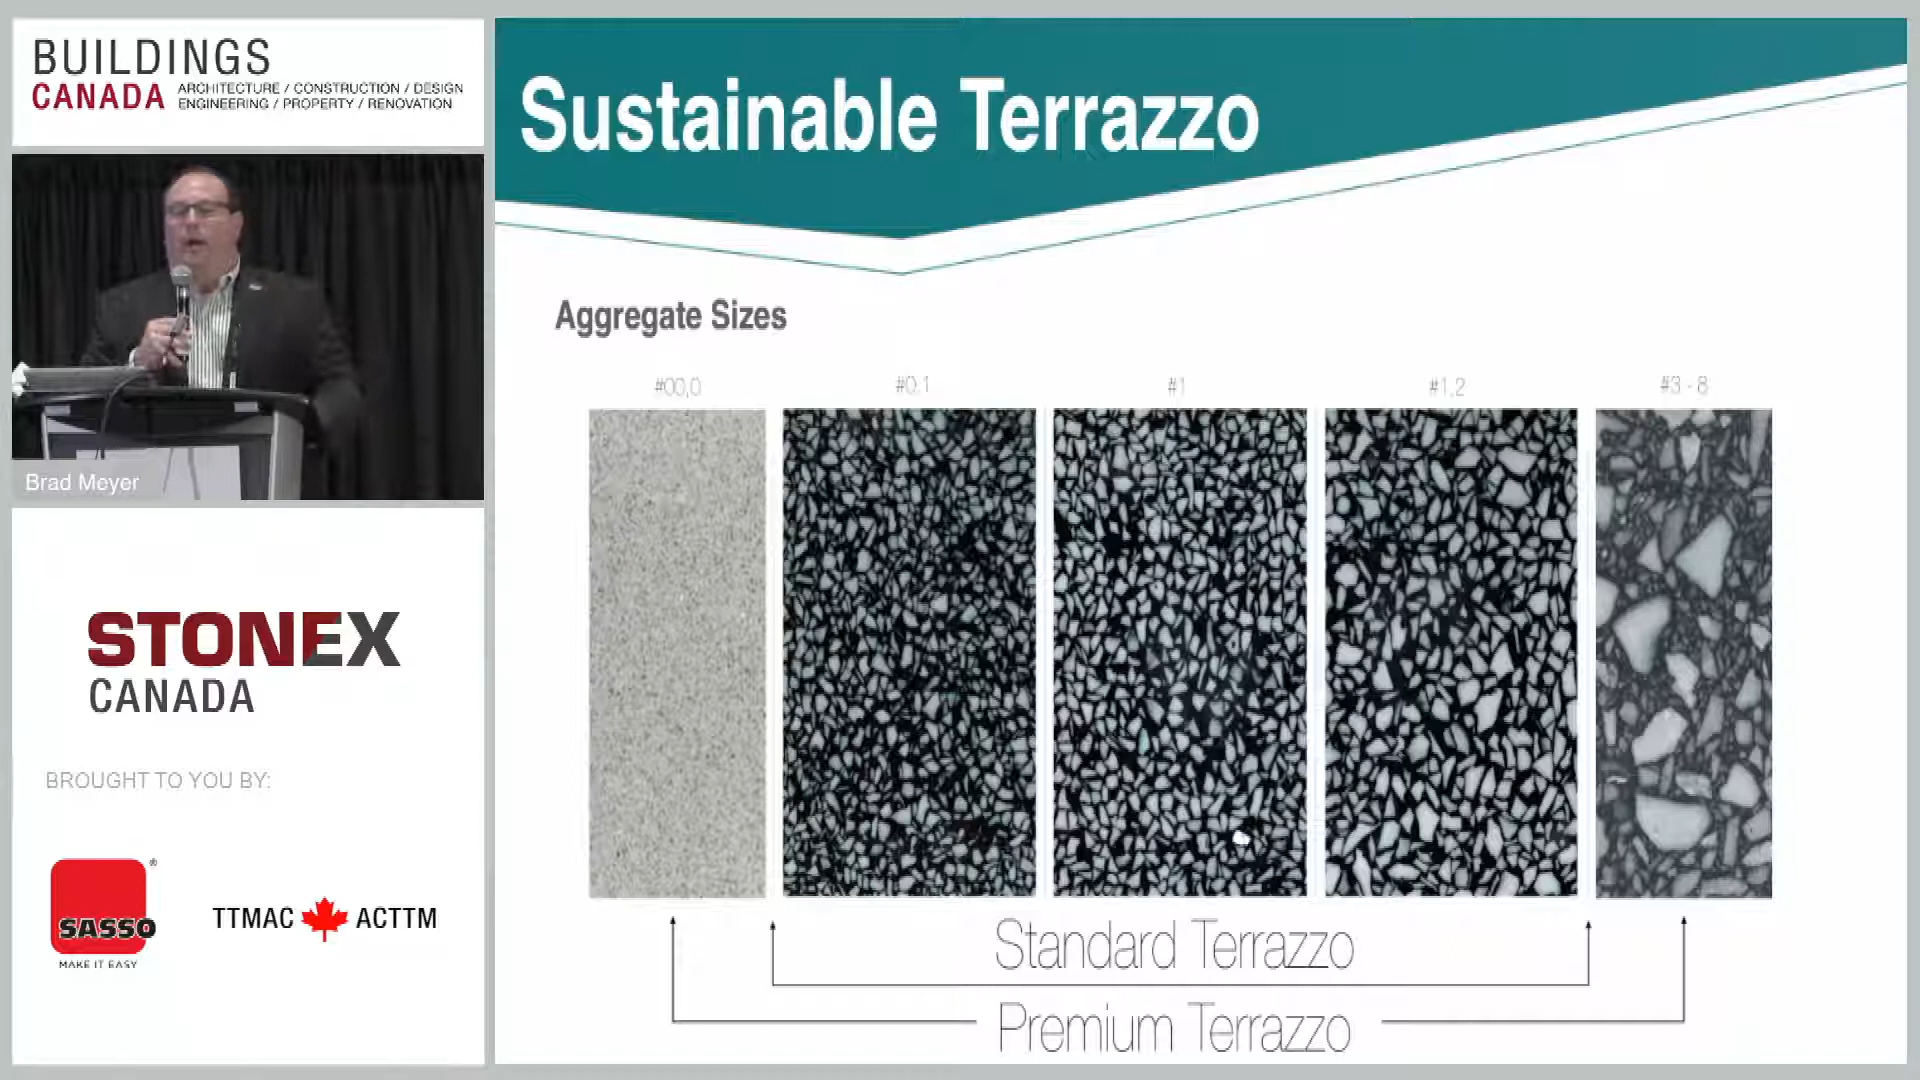 BUILDINGS
CANADA
ARCHITECTURE / CONSTRUCTION / DESIGN
ENGINEERING / PROPERTY / RENOVATION
Brad Meyer
STONEX
CANADA
BROUGHT TO YOU BY:
SASSO
®
MAKE IT EASY
TTMAC ACTTM
Sustainable Terrazzo
Aggregate Sizes
#00,0 #0,1 #1 #1,2 #3 - 8
Standard Terrazzo
Premium Terrazzo